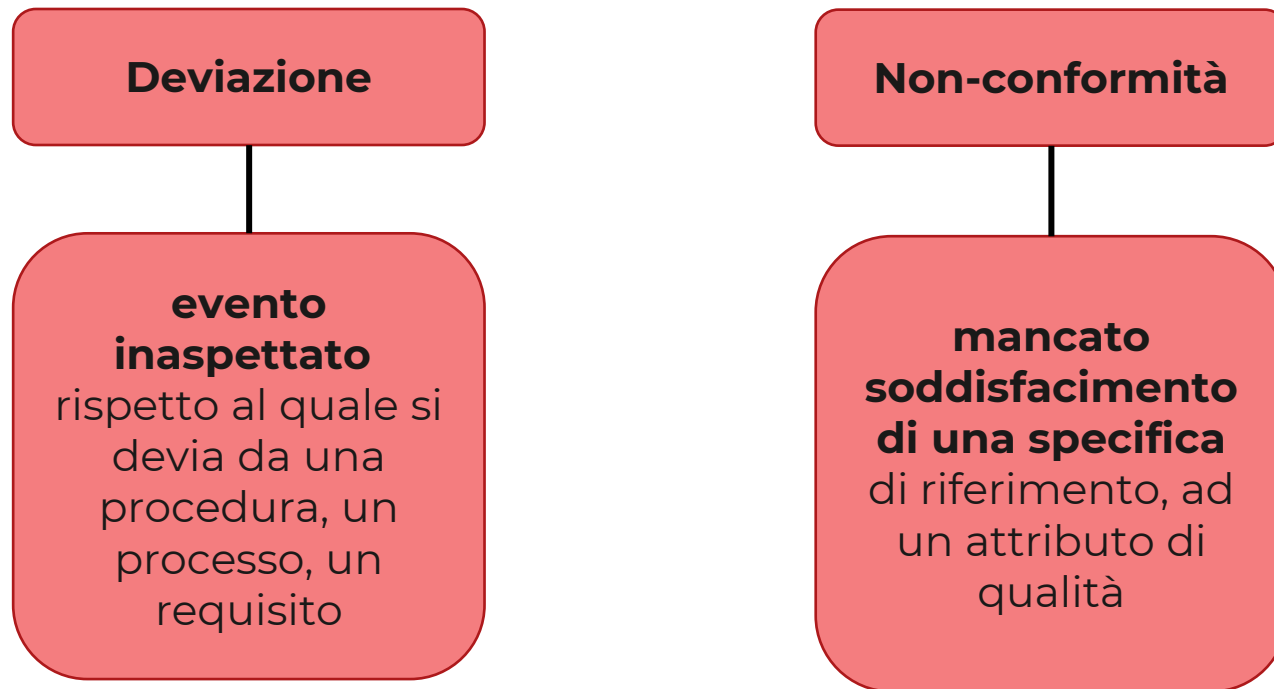 Deviazione
evento
inaspettato
rispetto al quale si
devia da una
procedura, un
processo, un
requisito
Non-conformità
mancato
soddisfacimento
di una specifica
di riferimento, ad
un attributo di
qualità